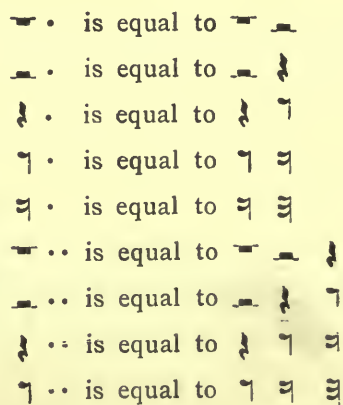 𝄻 · is equal to 𝄻 𝄼
𝄼 · is equal to 𝄼 𝄽
𝄽 · is equal to 𝄽 𝄾
𝄾 · is equal to 𝄾 𝄿
𝄿 · is equal to 𝄿 𝅀
𝄻 ·· is equal to 𝄻 𝄼 𝄽
𝄼 ·· is equal to 𝄼 𝄽 𝄾
𝄽 ·· is equal to 𝄽 𝄾 𝄿
𝄾 ·· is equal to 𝄾 𝄿 𝅀